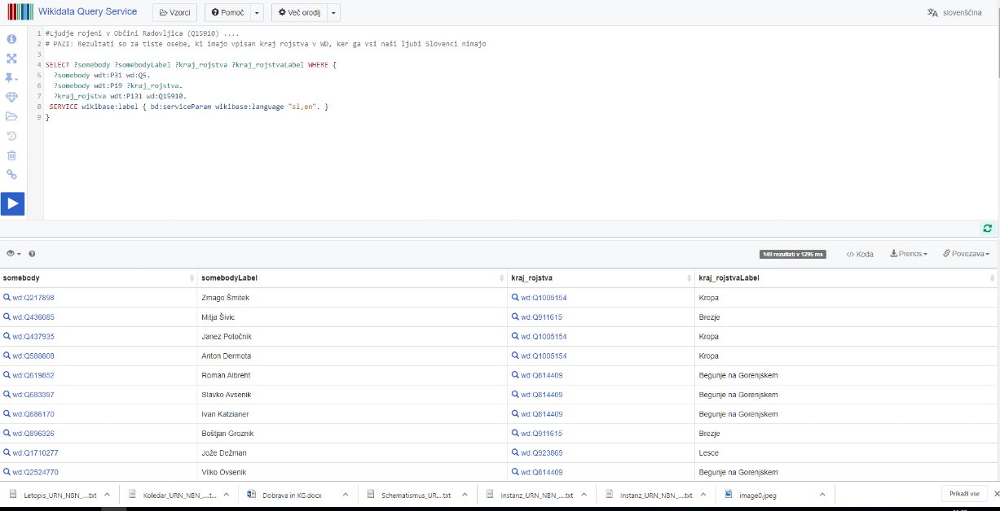 Wikidata Query Service
Vzorci
Pomoč
Več orodij
slovenščina
1 #Ljudje rojeni v Občini Radovljica (Q15910) ....
2 # PAZI: Rezultati so za tiste osebe, ki imajo vpisan kraj rojstva v WD, ker ga vsi naši ljubi Slovenci nimajo
3
4 SELECT ?somebody ?somebodyLabel ?kraj_rojstva ?kraj_rojstvaLabel WHERE {
5 ?somebody wdt:P31 wd:Q5.
6 ?somebody wdt:P19 ?kraj_rojstva.
7 ?kraj_rojstva wdt:P131 wd:Q15910.
8 SERVICE wikibase:label { bd:serviceParam wikibase:language "sl,en". }
9 }
149 rezultati v 1295 ms
</> Koda
Prenos
Povezava
somebody somebodyLabel kraj_rojstva kraj_rojstvaLabel
wd:Q217898 Zmago Šmitek wd:Q1005154 Kropa
wd:Q436085 Mitja Šivic wd:Q911615 Brezje
wd:Q437935 Janez Potočnik wd:Q1005154 Kropa
wd:Q588808 Anton Dermota wd:Q1005154 Kropa
wd:Q619852 Roman Albreht wd:Q814409 Begunje na Gorenjskem
wd:Q683397 Slavko Avsenik wd:Q814409 Begunje na Gorenjskem
wd:Q686170 Ivan Katzianer wd:Q814409 Begunje na Gorenjskem
wd:Q896326 Boštjan Groznik wd:Q911615 Brezje
wd:Q1710277 Jože Dežman wd:Q923869 Lesce
wd:Q2524770 Vilko Ovsenik wd:Q814409 Begunje na Gorenjskem
Letopis_URN_NBN_....txt
Koledar_URN_NBN_....t...
Dobrava in KG.docx
Schematismus_UR....txt
Instanz_URN_NBN_....txt
Instanz_URN_NBN_....txt
image0.jpeg
Prikaži vse